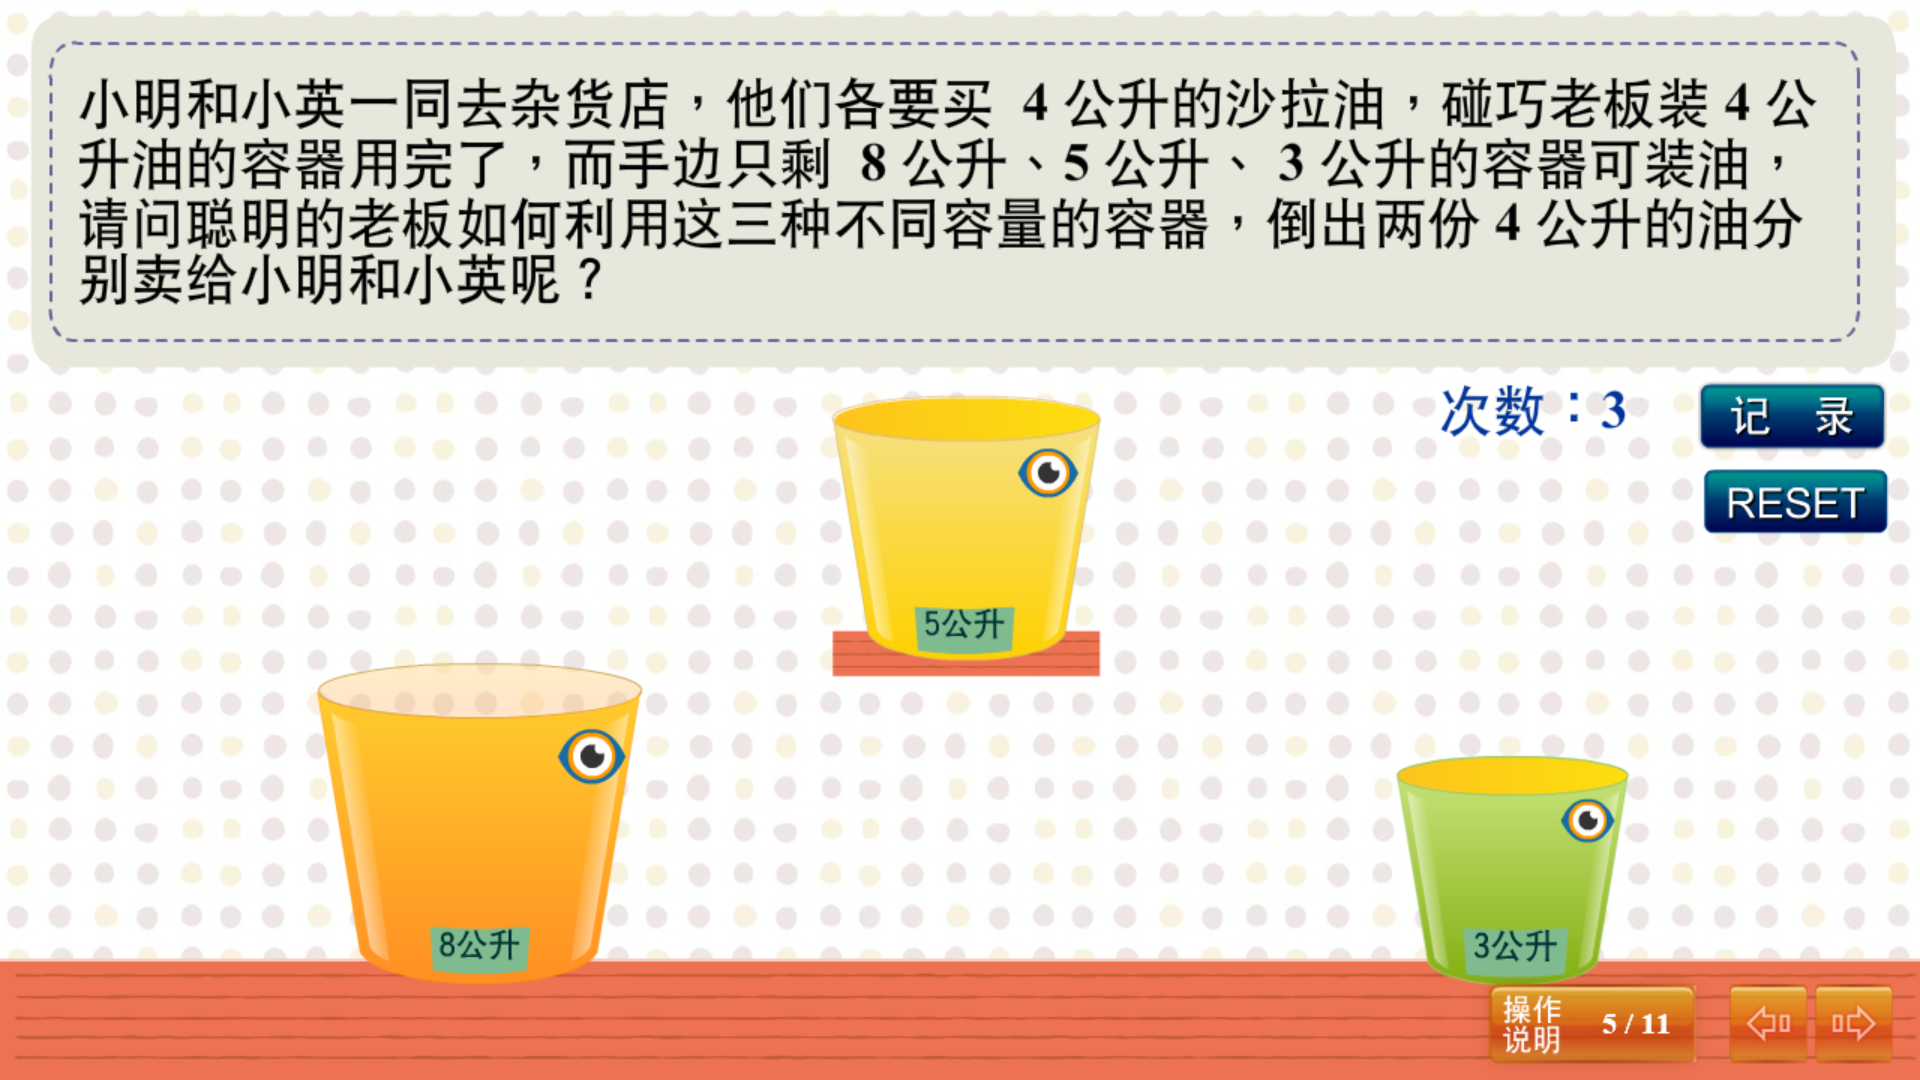 小明和小英一同去杂货店，他们各要买 4 公升的沙拉油，碰巧老板装 4 公
升油的容器用完了，而手边只剩 8 公升、5 公升、 3 公升的容器可装油，
请问聪明的老板如何利用这三种不同容量的容器，倒出两份 4 公升的油分
别卖给小明和小英呢？
次数：3
记 录
RESET
5公升
8公升
3公升
操作
说明
5 / 11